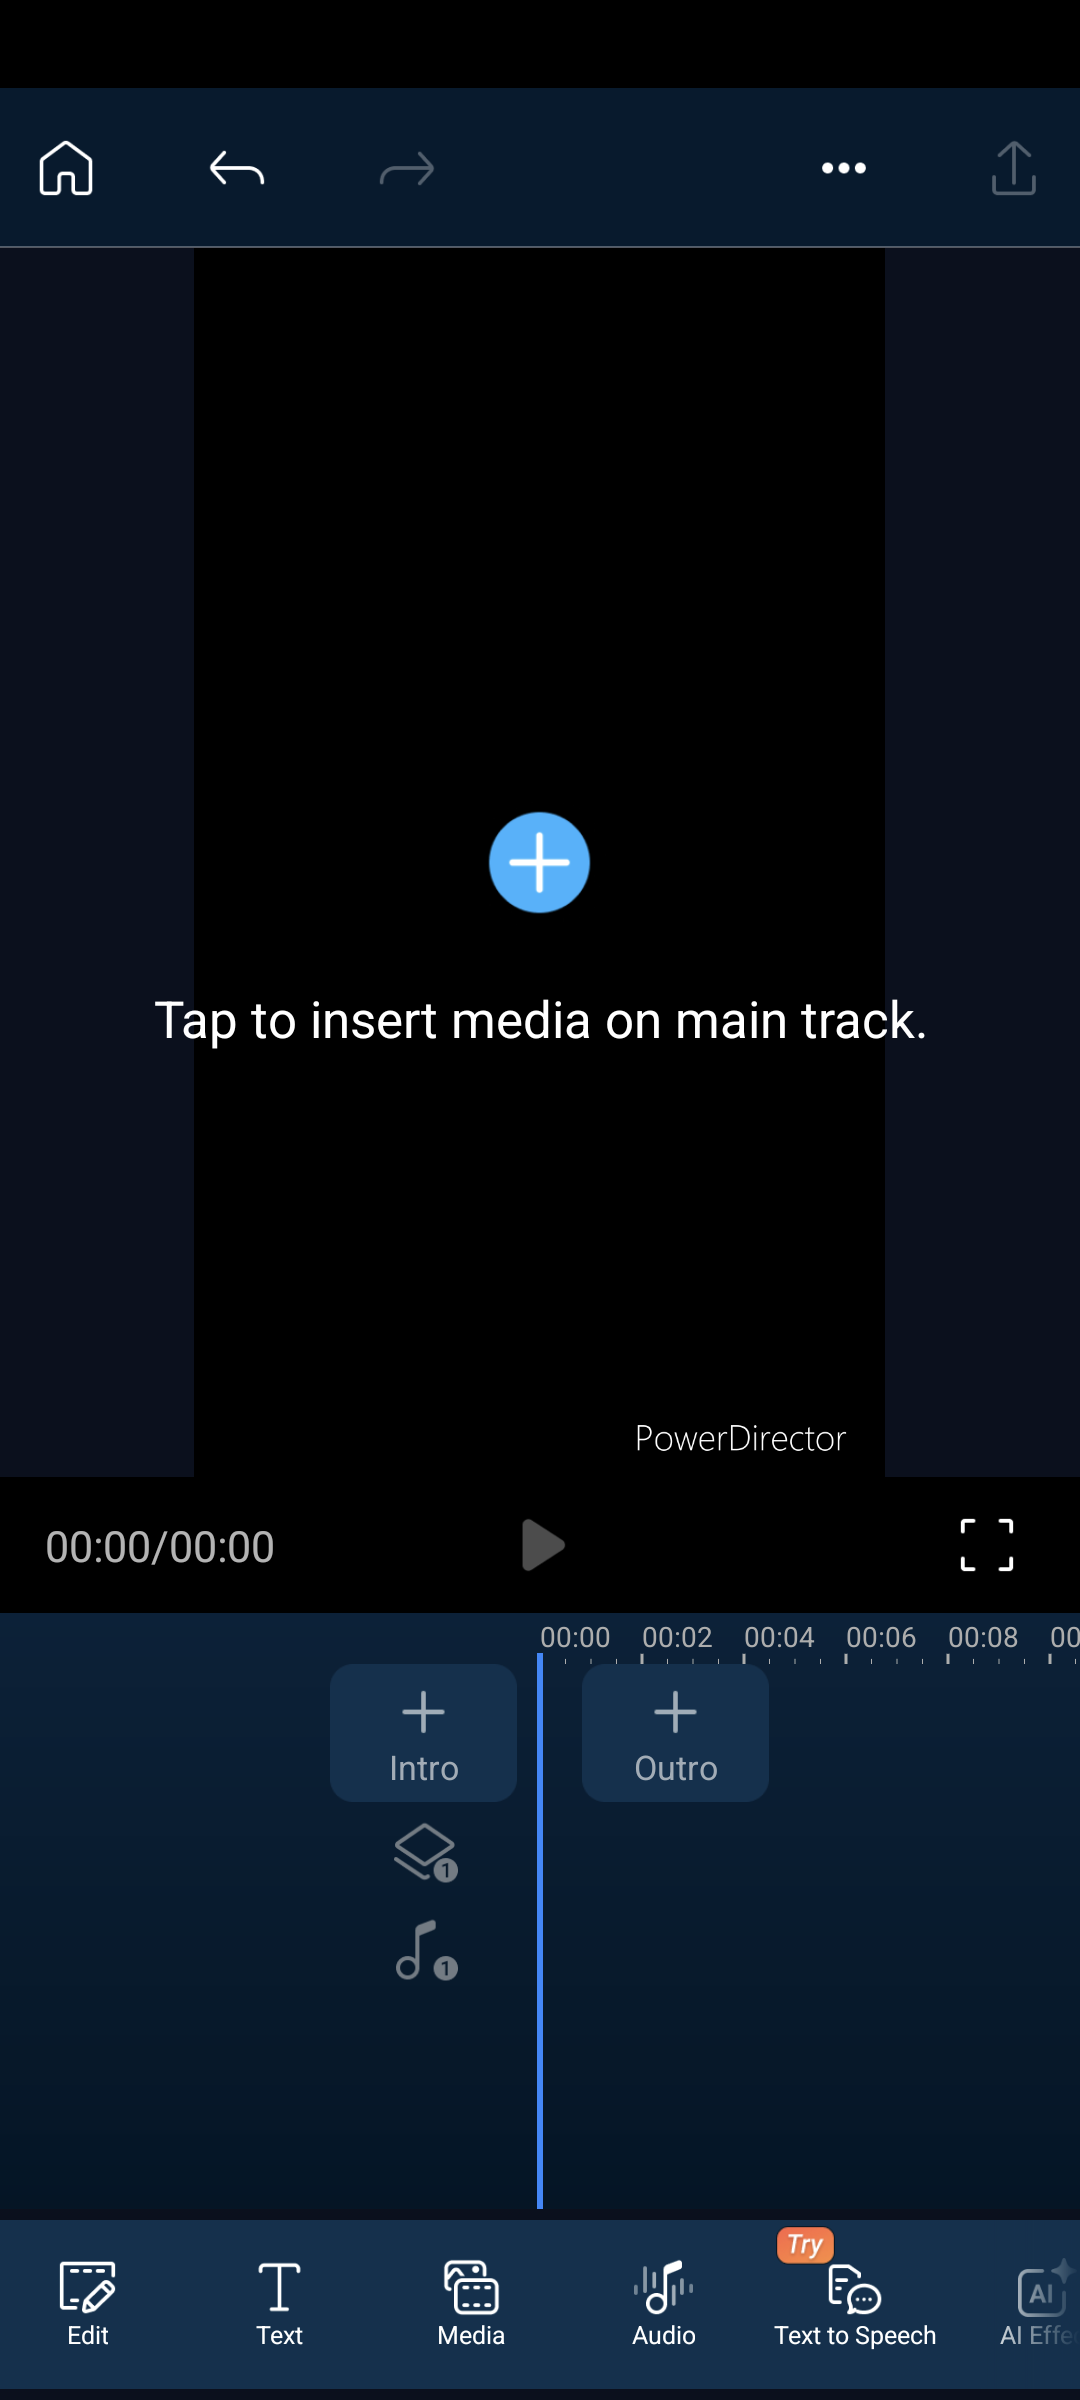 Tap to insert media on main track.
PowerDirector
00:00/00:00
00:00 00:02 00:04 00:06 00:08 00
Intro Outro
1
1
Try
Edit Text Media Audio Text to Speech AI Effe